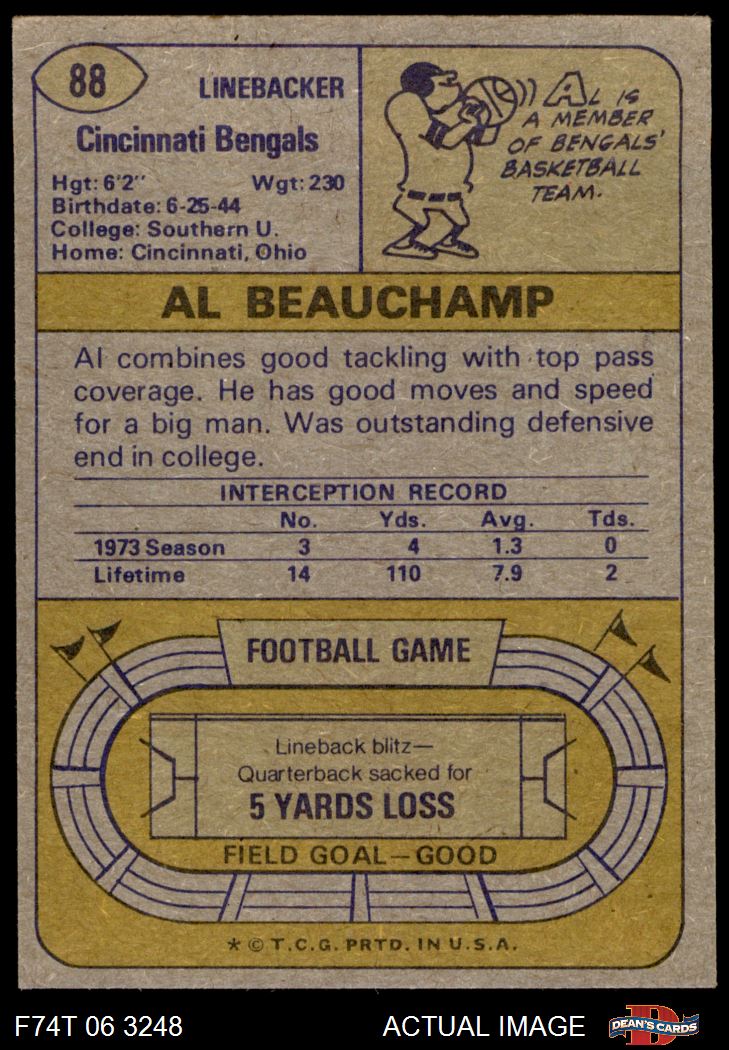 88
LINEBACKER
Cincinnati Bengals
Hgt: 6'2" Wgt: 230
Birthdate: 6-25-44
College: Southern U.
Home: Cincinnati, Ohio
AL IS
A MEMBER
OF BENGALS'
BASKETBALL
TEAM.
AL BEAUCHAMP
Al combines good tackling with top pass
coverage. He has good moves and speed
for a big man. Was outstanding defensive
end in college.
INTERCEPTION RECORD
No. Yds. Avg. Tds.
1973 Season 3 4 1.3 0
Lifetime 14 110 7.9 2
FOOTBALL GAME
Lineback blitz—
Quarterback sacked for
5 YARDS LOSS
FIELD GOAL—GOOD
* © T.C.G. PRTD. IN U.S.A.
F74T 06 3248 ACTUAL IMAGE
D
DEAN'S CARDS